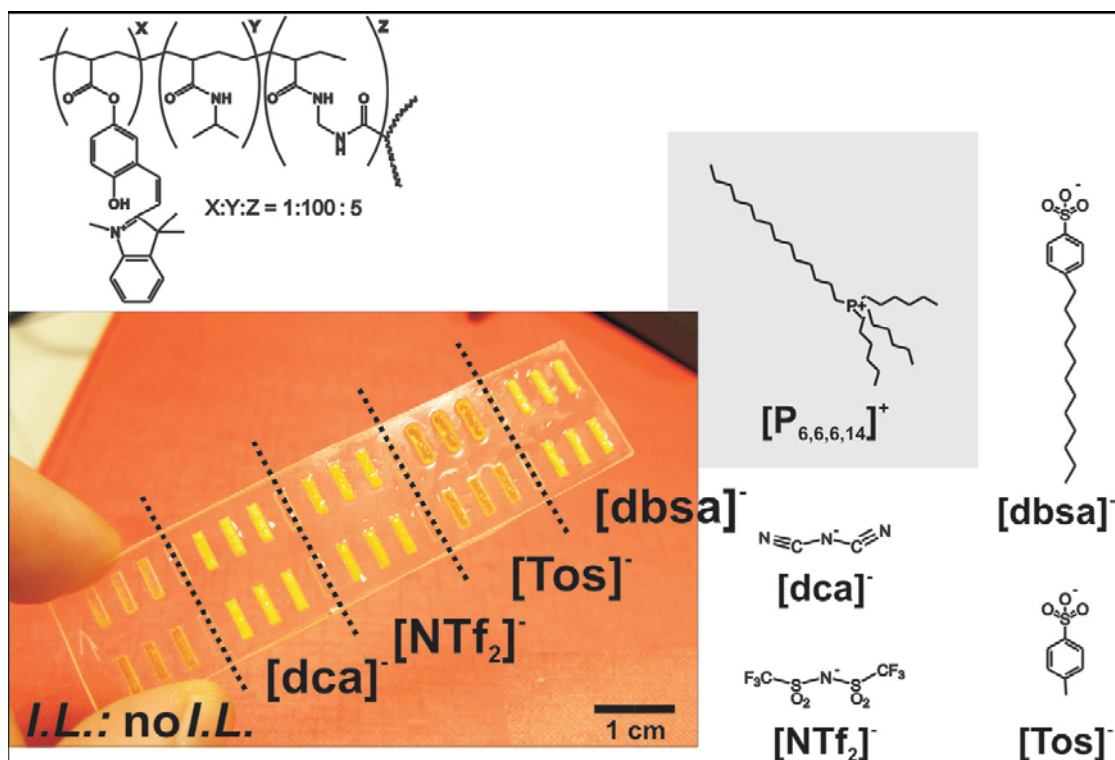 X
Y
Z
O
O
O
NH
O
NH
O
N
H
OH
N⁺
X:Y:Z = 1:100 : 5
P+
[P6,6,6,14]+
O-
O
S
O
[dbsa]-
N
C
N-
C
N
[dca]-
F3C
S
O2
N-
S
O2
CF3
[NTf2]-
O-
O
S
O
[Tos]-
[dbsa]-
[Tos]-
[NTf2]-
[dca]-
I.L.: no I.L.
1 cm